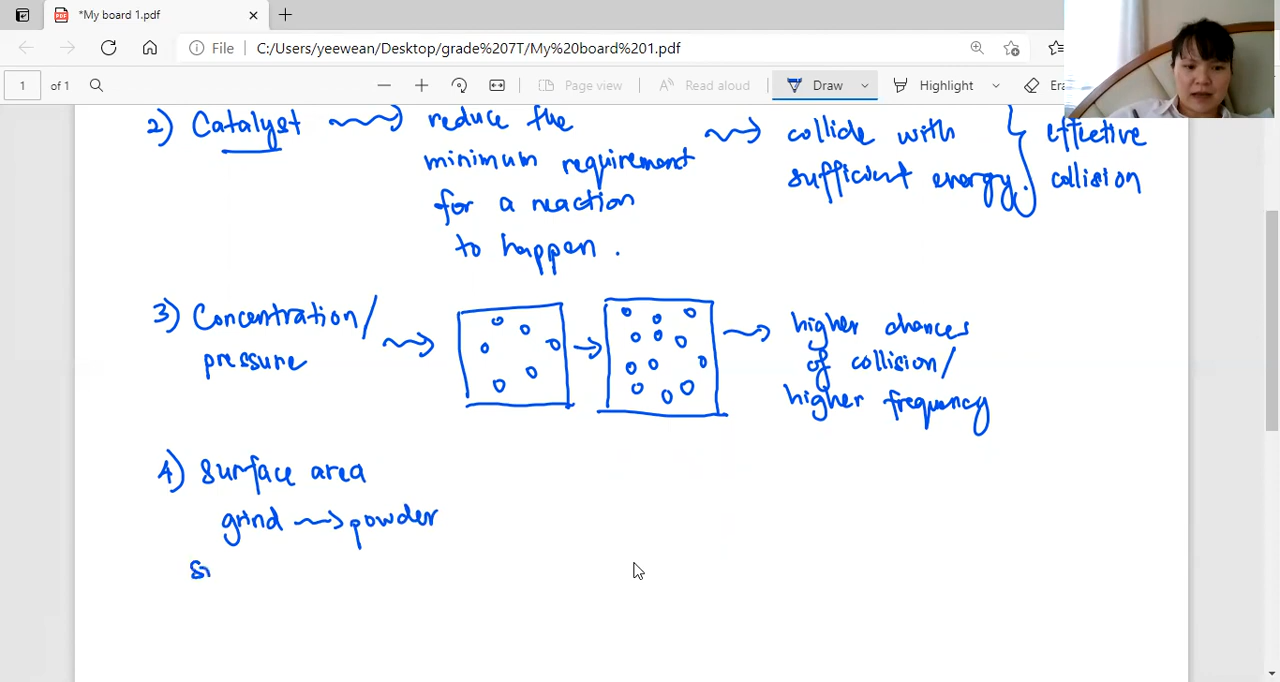 *My board 1.pdf
File
C:/Users/yeewean/Desktop/grade%207T/My%20board%201.pdf
1 of 1
Page view
Read aloud
Draw
Highlight
Era
2) Catalyst
reduce the
minimum requirement
for a reaction
to happen.
collide with
sufficient energy.
effective
collision
3) Concentration/
pressure
higher chances
of collision/
higher frequency
4) Surface area
grind
powder